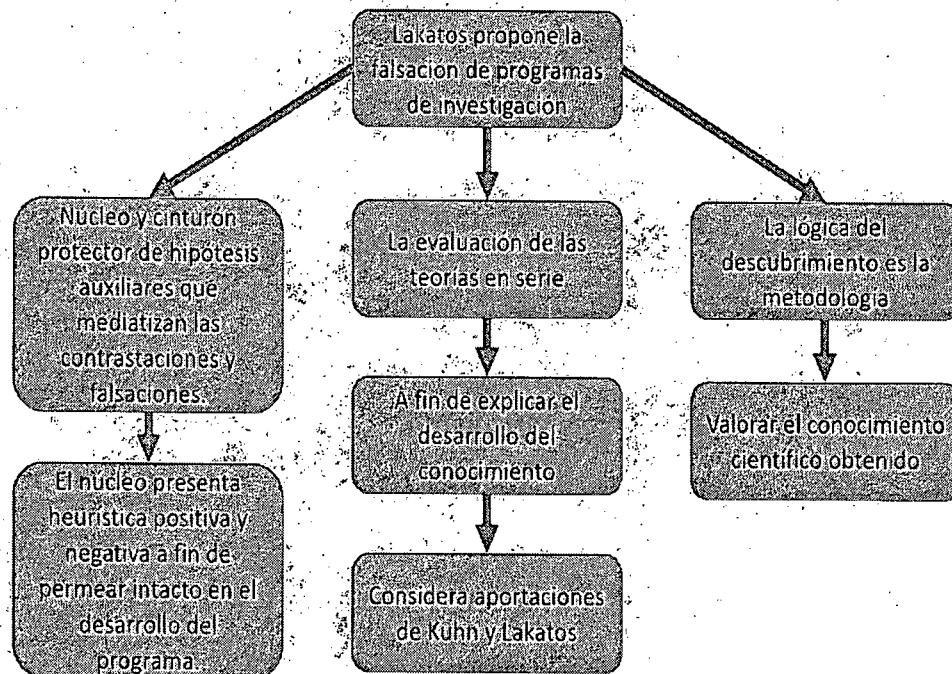 Lakatos propone la
falsación de programas
de investigación
Núcleo y cinturón
protector de hipótesis
auxiliares que
mediatizan las
contrastaciones y
falsaciones.
El núcleo presenta
heurística positiva y
negativa a fin de
permear intacto en el
desarrollo del
programa.
La evaluación de las
teorías en serie
A fin de explicar el
desarrollo del
conocimiento
Considera aportaciones
de Kuhn y Lakatos
La lógica del
descubrimiento es la
metodología
Valorar el conocimiento
científico obtenido